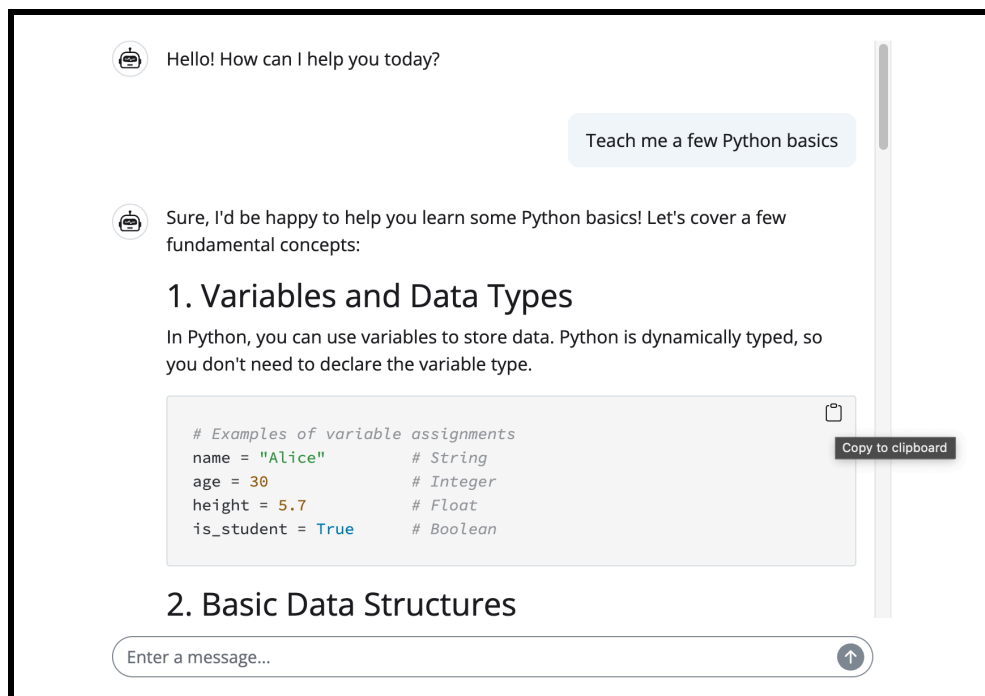 Hello! How can I help you today?
Teach me a few Python basics
Sure, I'd be happy to help you learn some Python basics! Let's cover a few
fundamental concepts:
1. Variables and Data Types
In Python, you can use variables to store data. Python is dynamically typed, so
you don't need to declare the variable type.
# Examples of variable assignments
Copy to clipboard
name = "Alice"         # String
age = 30               # Integer
height = 5.7           # Float
is_student = True      # Boolean
2. Basic Data Structures
Enter a message...